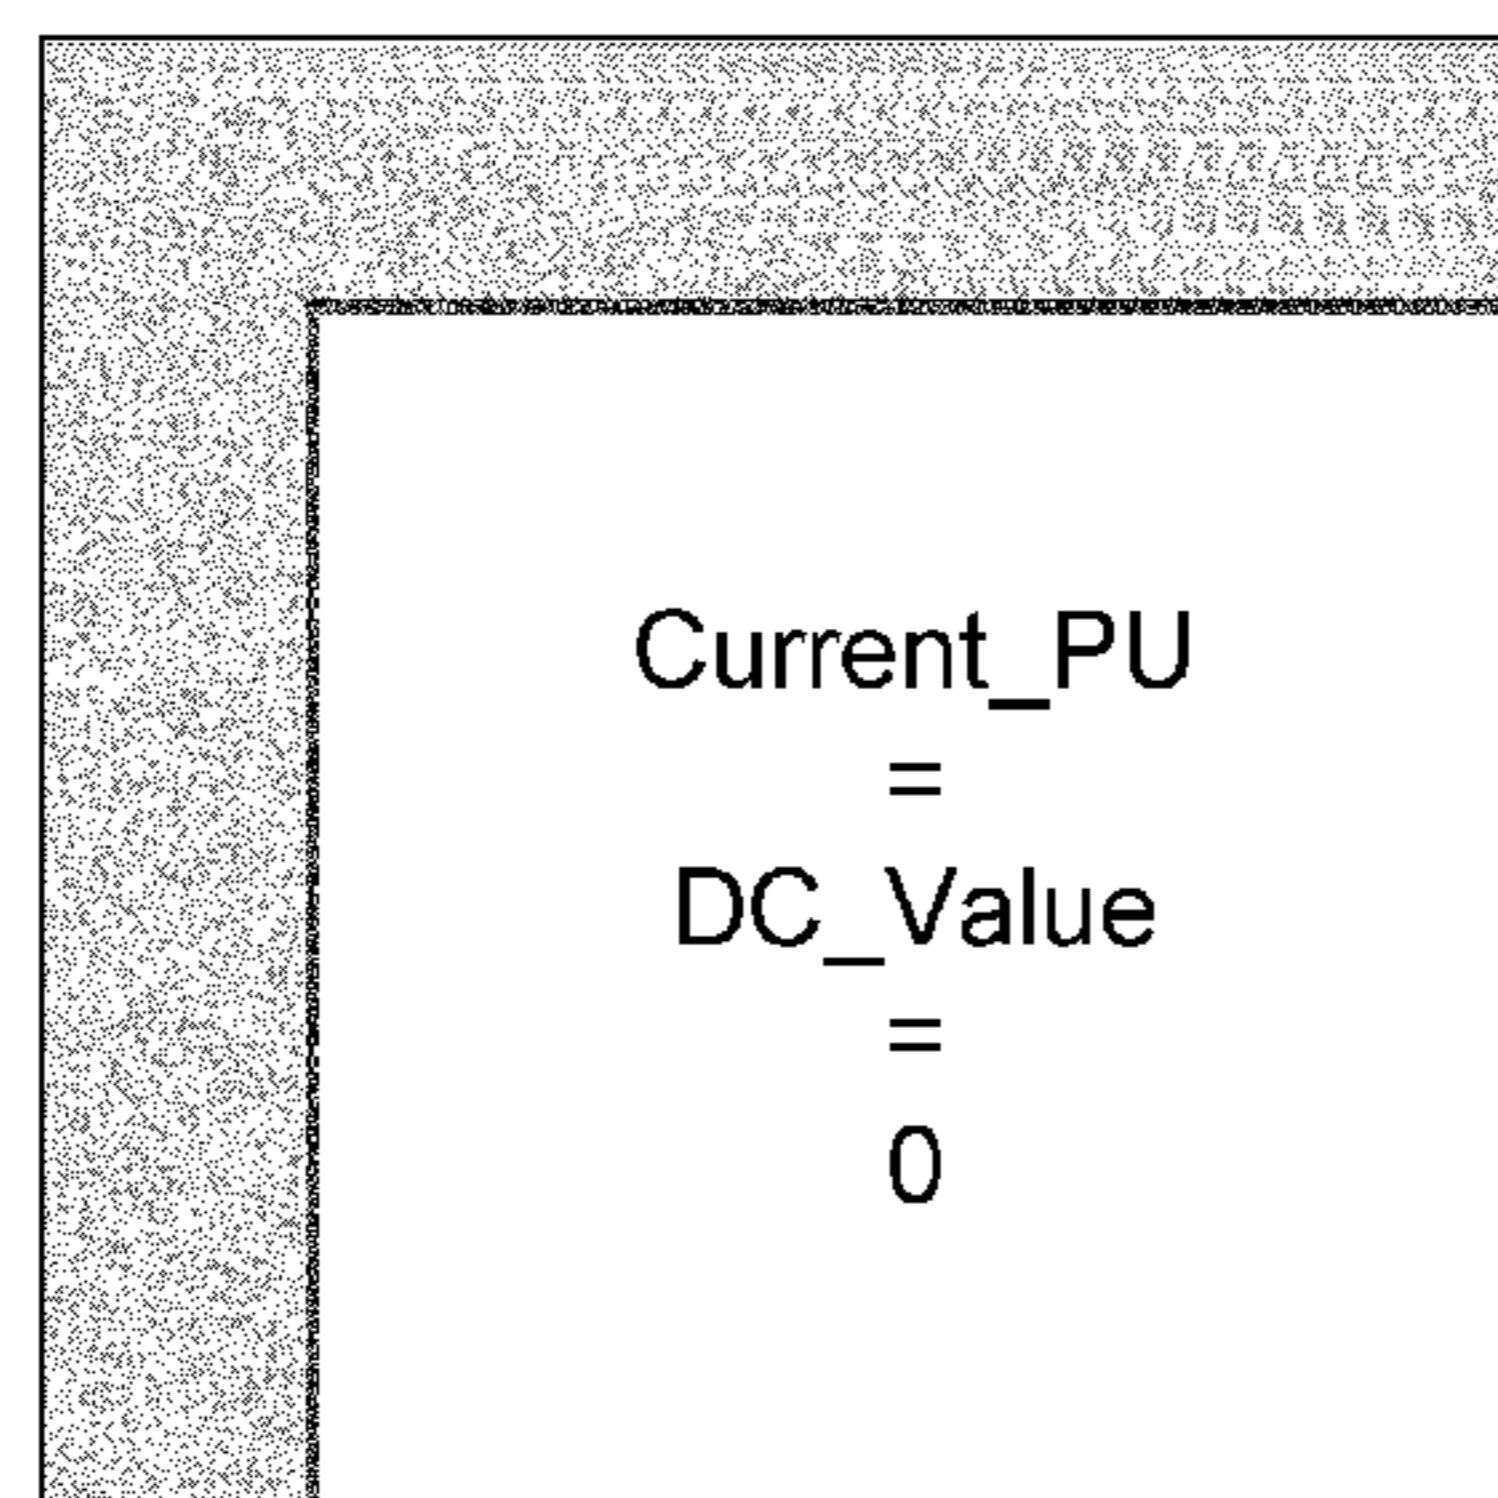 Current_PU
=
DC_Value
=
0